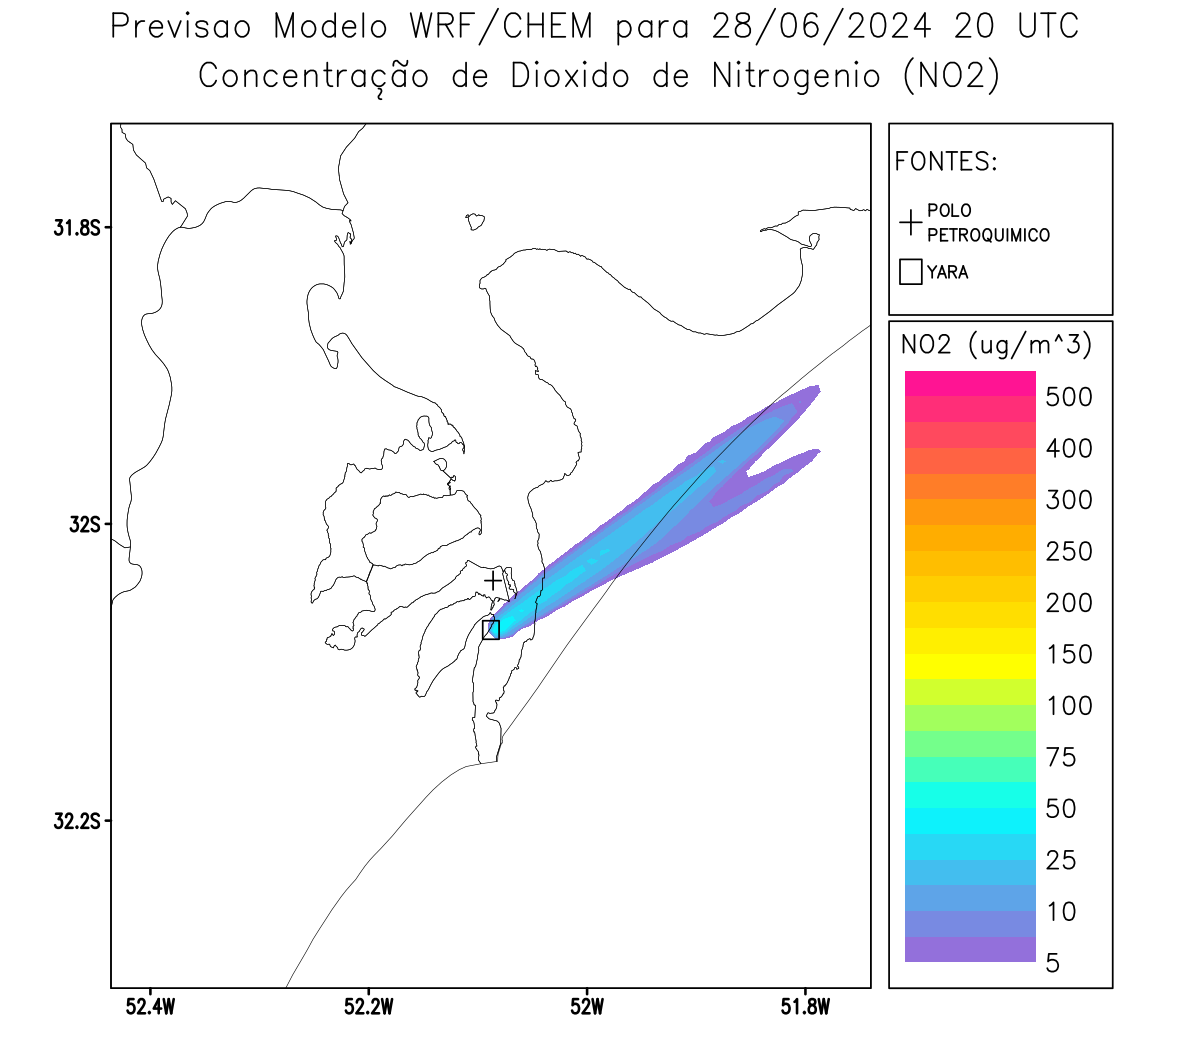 Previsao Modelo WRF/CHEM para 28/06/2024 20 UTC
Concentração de Dioxido de Nitrogenio (NO2)
FONTES:
POLO
PETROQUIMICO
YARA
NO2 (ug/m^3)
500
400
300
250
200
150
100
75
50
25
10
5
31.8S
32S
32.2S
52.4W
52.2W
52W
51.8W